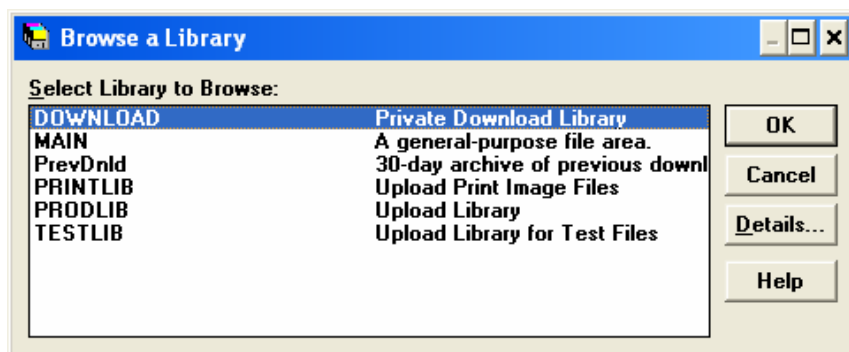 Browse a Library
Select Library to Browse:
DOWNLOAD Private Download Library
MAIN A general-purpose file area.
PrevDnld 30-day archive of previous downl
PRINTLIB Upload Print Image Files
PRODLIB Upload Library
TESTLIB Upload Library for Test Files
OK
Cancel
Details...
Help